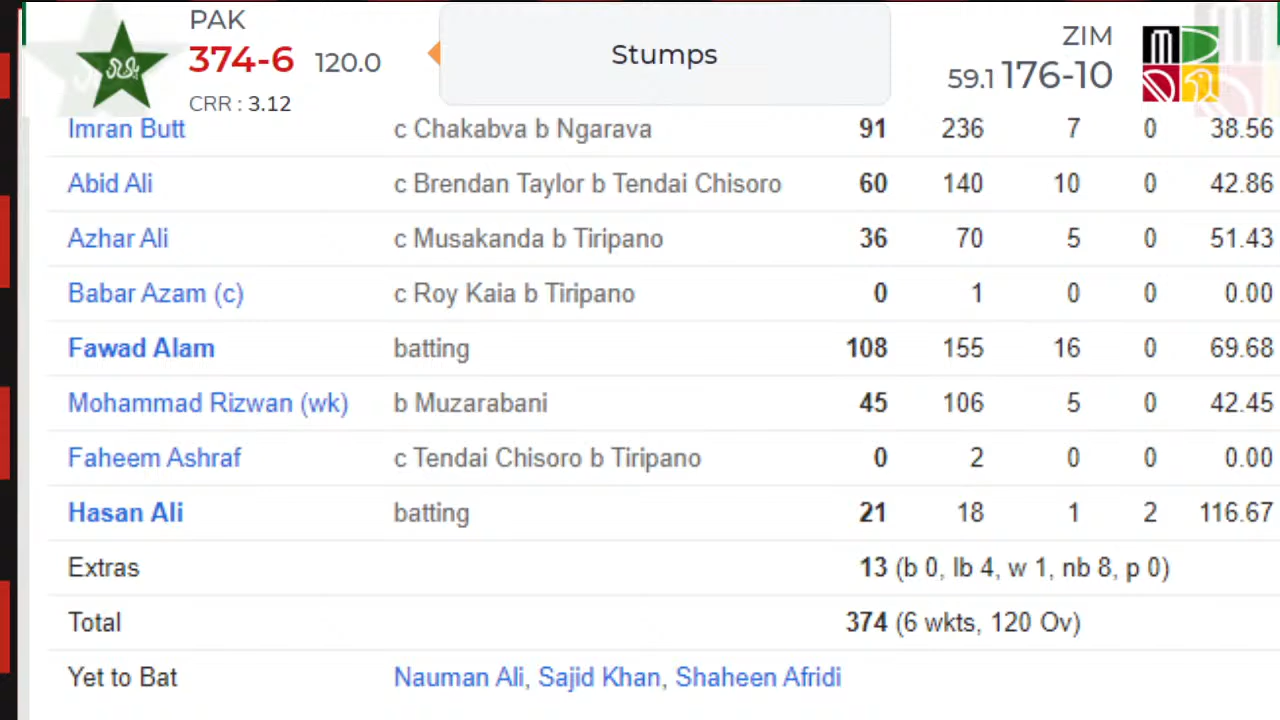 PAK
374-6 120.0
CRR : 3.12
Stumps
ZIM
59.1 176-10
Imran Butt c Chakabva b Ngarava 91 236 7 0 38.56
Abid Ali c Brendan Taylor b Tendai Chisoro 60 140 10 0 42.86
Azhar Ali c Musakanda b Tiripano 36 70 5 0 51.43
Babar Azam (c) c Roy Kaia b Tiripano 0 1 0 0 0.00
Fawad Alam batting 108 155 16 0 69.68
Mohammad Rizwan (wk) b Muzarabani 45 106 5 0 42.45
Faheem Ashraf c Tendai Chisoro b Tiripano 0 2 0 0 0.00
Hasan Ali batting 21 18 1 2 116.67
Extras 13 (b 0, lb 4, w 1, nb 8, p 0)
Total 374 (6 wkts, 120 Ov)
Yet to Bat Nauman Ali, Sajid Khan, Shaheen Afridi